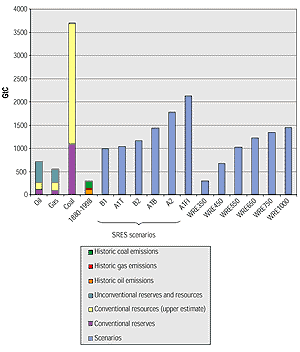 4000
3500
3000
2500
2000
1500
1000
500
0
GtC
Oil
Gas
Coal
1860-1998
B1
A1T
B2
A1B
A2
A1FI
WRE350
WRE450
WRE550
WRE650
WRE750
WRE1000
SRES scenarios
Historic coal emissions
Historic gas emissions
Historic oil emissions
Unconventional reserves and resources
Conventional resources (upper estimate)
Conventional reserves
Scenarios